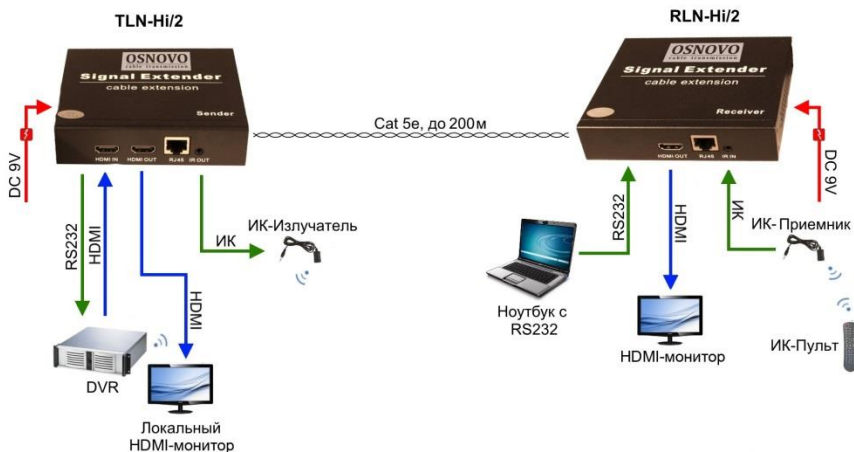 TLN-Hi/2
RLN-Hi/2
OSNOVO
cable transmission
Signal Extender
cable extension
Sender
HDMI IN HDMI OUT RJ45 IR OUT
OSNOVO
cable transmission
Signal Extender
cable extension
Receiver
HDMI OUT RJ45 IR IN
Cat 5e, до 200м
DC 9V
DC 9V
RS232
HDMI
HDMI
ИК
ИК-Излучатель
RS232
HDMI
ИК
ИК-Приемник
DVR
Локальный
HDMI-монитор
Ноутбук с
RS232
HDMI-монитор
ИК-Пульт